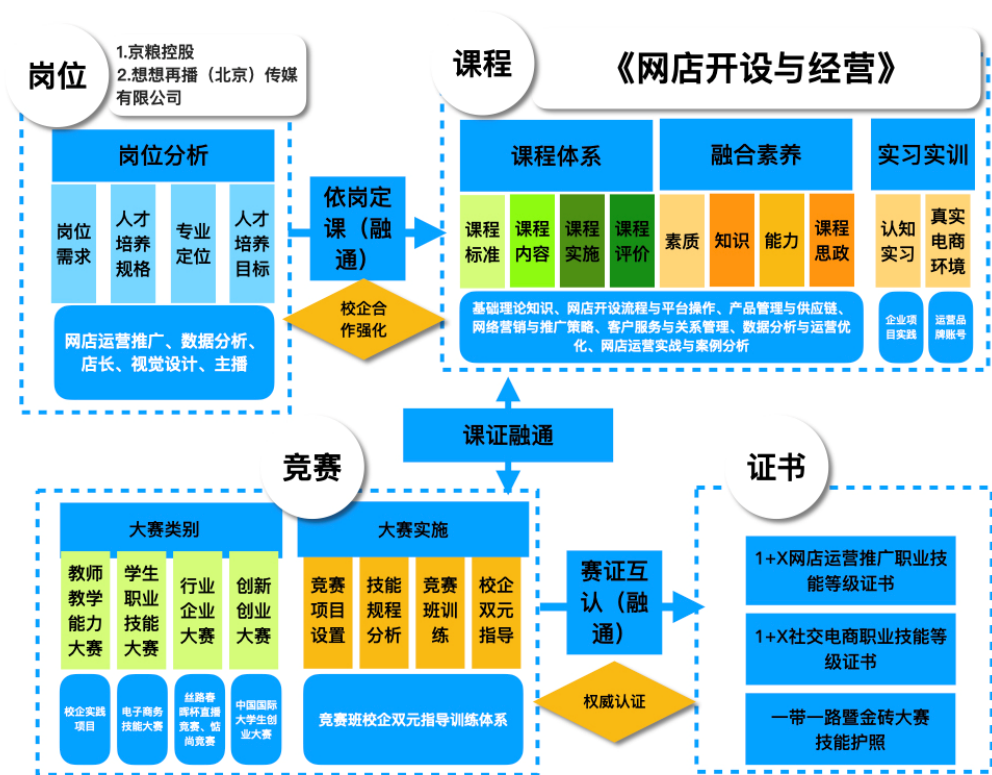 岗位
1.京粮控股
2.想想再播（北京）传媒
有限公司
岗位分析
岗位
需求
人才
培养
规格
专业
定位
人才
培养
目标
网店运营推广、数据分析、
店长、视觉设计、主播
依岗定
课（融
通）
校企合
作强化
课程
《网店开设与经营》
课程体系
融合素养
实习实训
课程
标准
课程
内容
课程
实施
课程
评价
素质
知识
能力
课程
思政
认知
实习
真实
电商
环境
基础理论知识、网店开设流程与平台操作、产品管理与供应链、
网络营销与推广策略、客户服务与关系管理、数据分析与运营优
化、网店运营实战与案例分析
企业项
目实践
运营品
牌账号
课证融通
竞赛
大赛类别
大赛实施
教师
教学
能力
大赛
学生
职业
技能
大赛
行业
企业
大赛
创新
创业
大赛
竞赛
项目
设置
技能
规程
分析
竞赛
班训
练
校企
双元
指导
校企实践
项目
电子商务
技能大赛
丝路春
晖杯直播
竞赛、惦
尚竞赛
中国国际
大学生创
业大赛
竞赛班校企双元指导训练体系
赛证互
认（融
通）
权威认证
证书
1+X网店运营推广职业技
能等级证书
1+X社交电商职业技能等
级证书
一带一路暨金砖大赛
技能护照